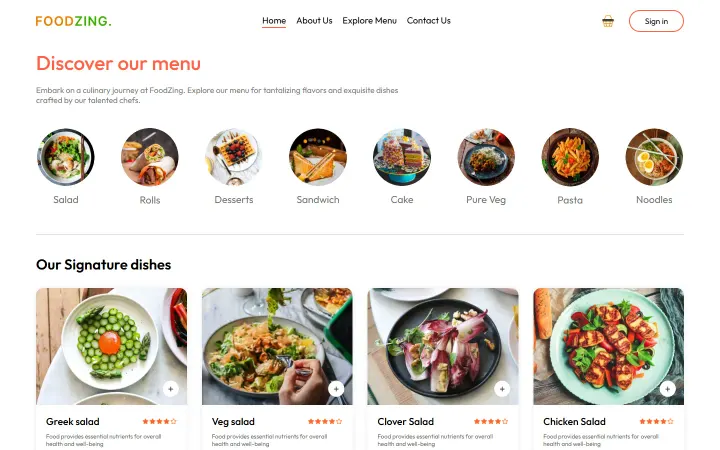 FOODZING.
Home About Us Explore Menu Contact Us
Sign in
Discover our menu
Embark on a culinary journey at FoodZing. Explore our menu for tantalizing flavors and exquisite dishes
crafted by our talented chefs.
Salad Rolls Desserts Sandwich Cake Pure Veg Pasta Noodles
Our Signature dishes
Greek salad
Food provides essential nutrients for overall
health and well-being
Veg salad
Food provides essential nutrients for overall
health and well-being
Clover Salad
Food provides essential nutrients for overall
health and well-being
Chicken Salad
Food provides essential nutrients for overall
health and well-being